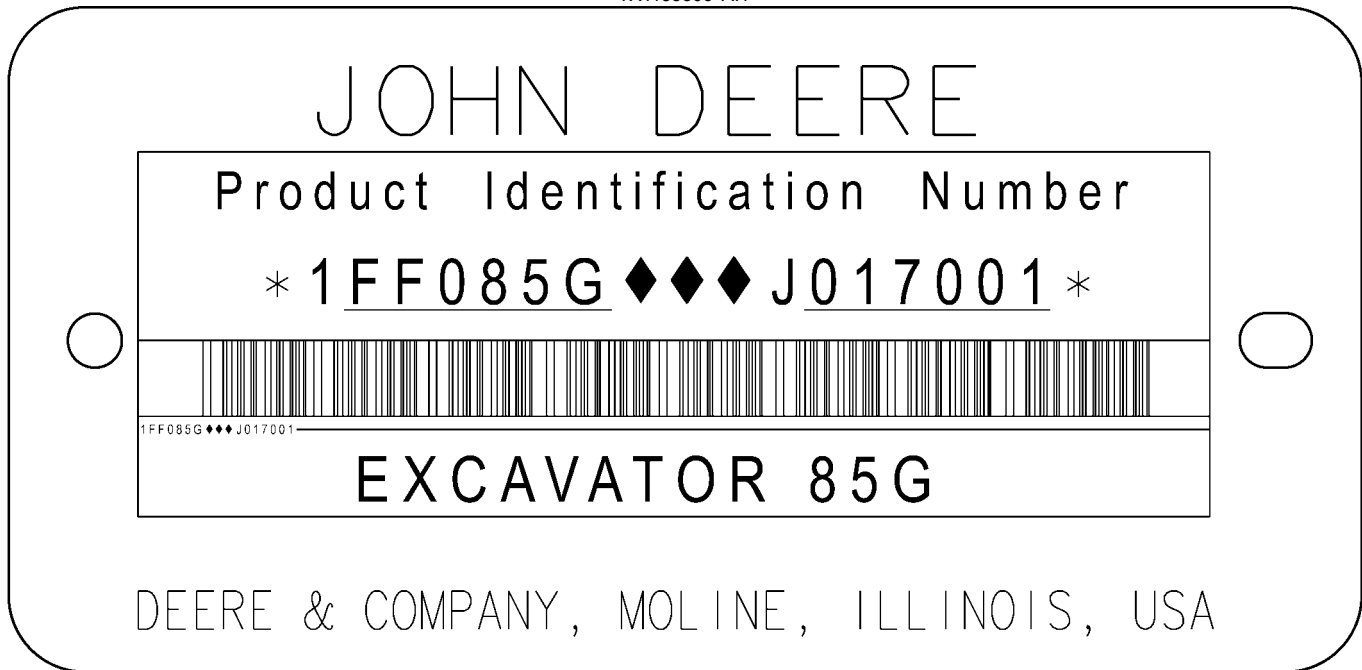 JOHN DEERE
Product Identification Number
*1FF085G♦♦♦J017001*
1FF085G♦♦♦J017001
EXCAVATOR 85G
DEERE & COMPANY, MOLINE, ILLINOIS, USA